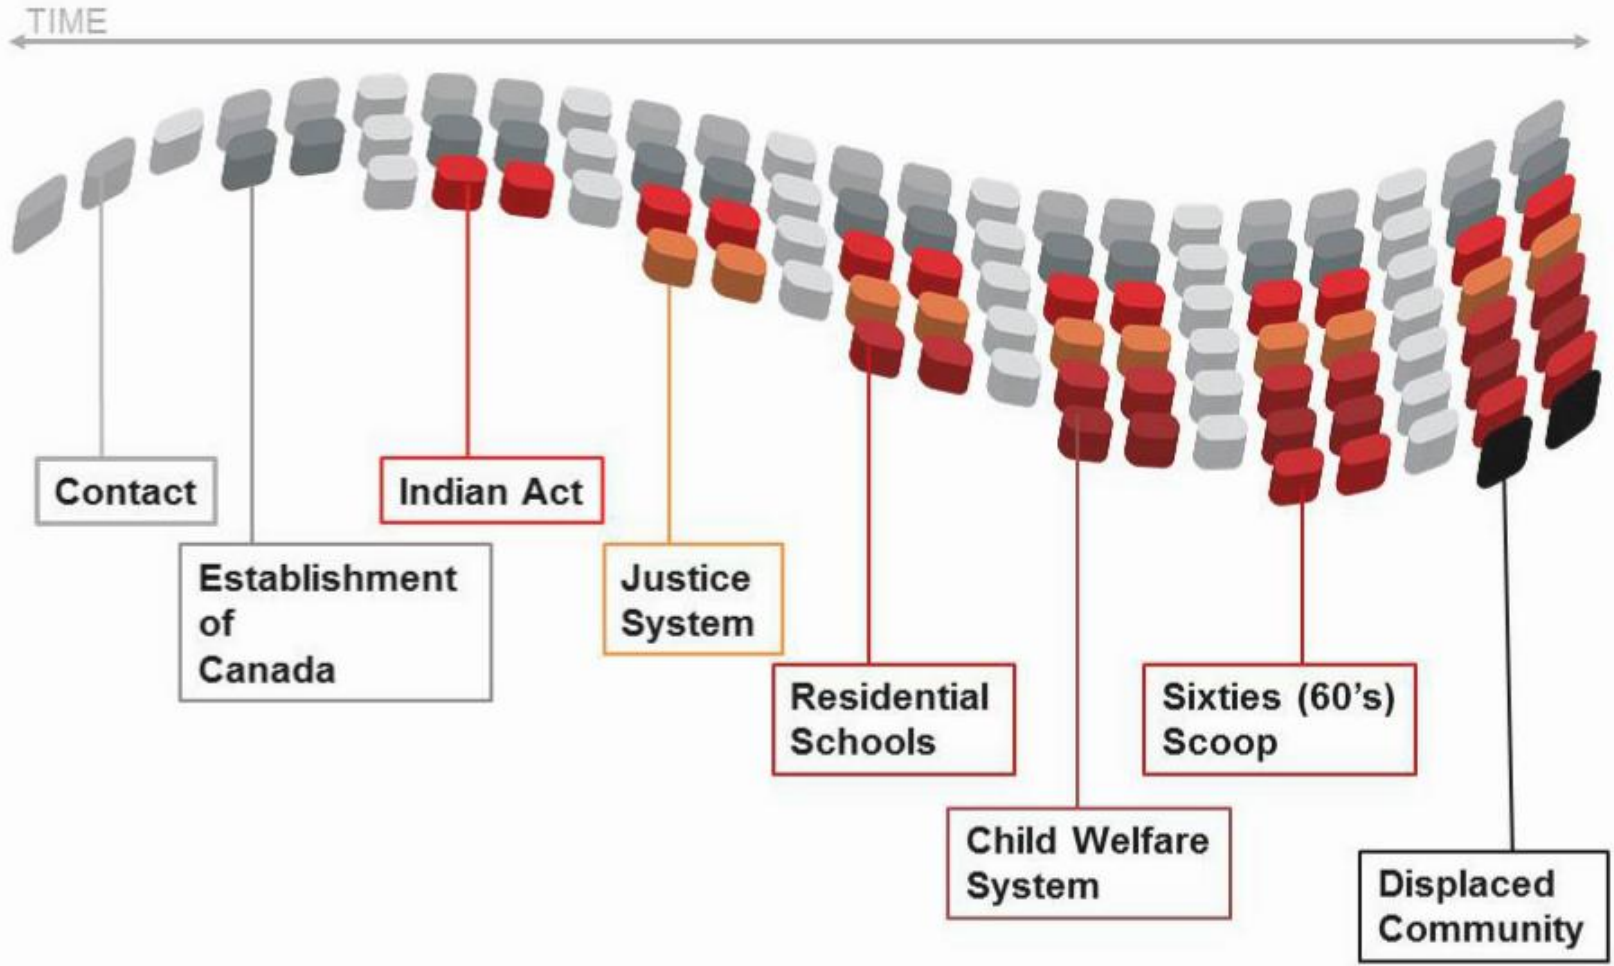 TIME
Contact
Indian Act
Establishment
of
Canada
Justice
System
Residential
Schools
Sixties (60’s)
Scoop
Child Welfare
System
Displaced
Community